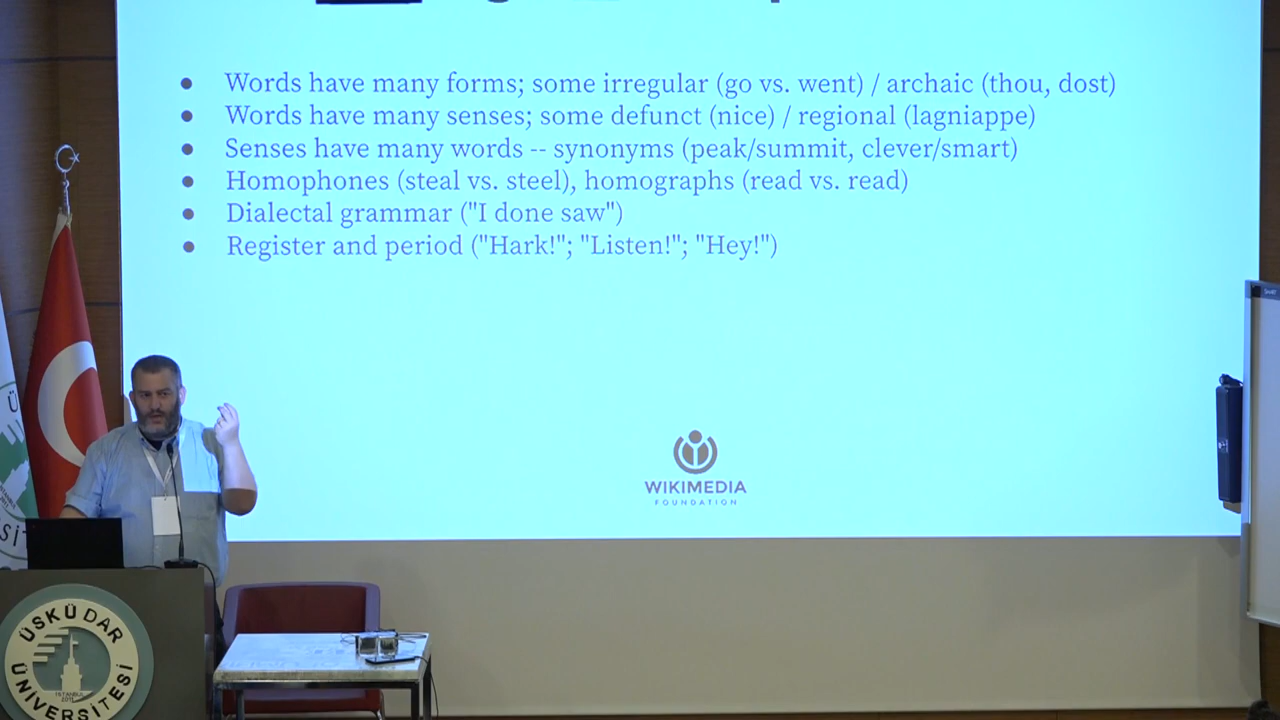 ● Words have many forms; some irregular (go vs. went) / archaic (thou, dost)
● Words have many senses; some defunct (nice) / regional (lagniappe)
● Senses have many words -- synonyms (peak/summit, clever/smart)
● Homophones (steal vs. steel), homographs (read vs. read)
● Dialectal grammar ("I done saw")
● Register and period ("Hark!"; "Listen!"; "Hey!")
WIKIMEDIA
FOUNDATION
ÜSKÜDAR
ÜNİVERSİTESİ
İSTANBUL
2011